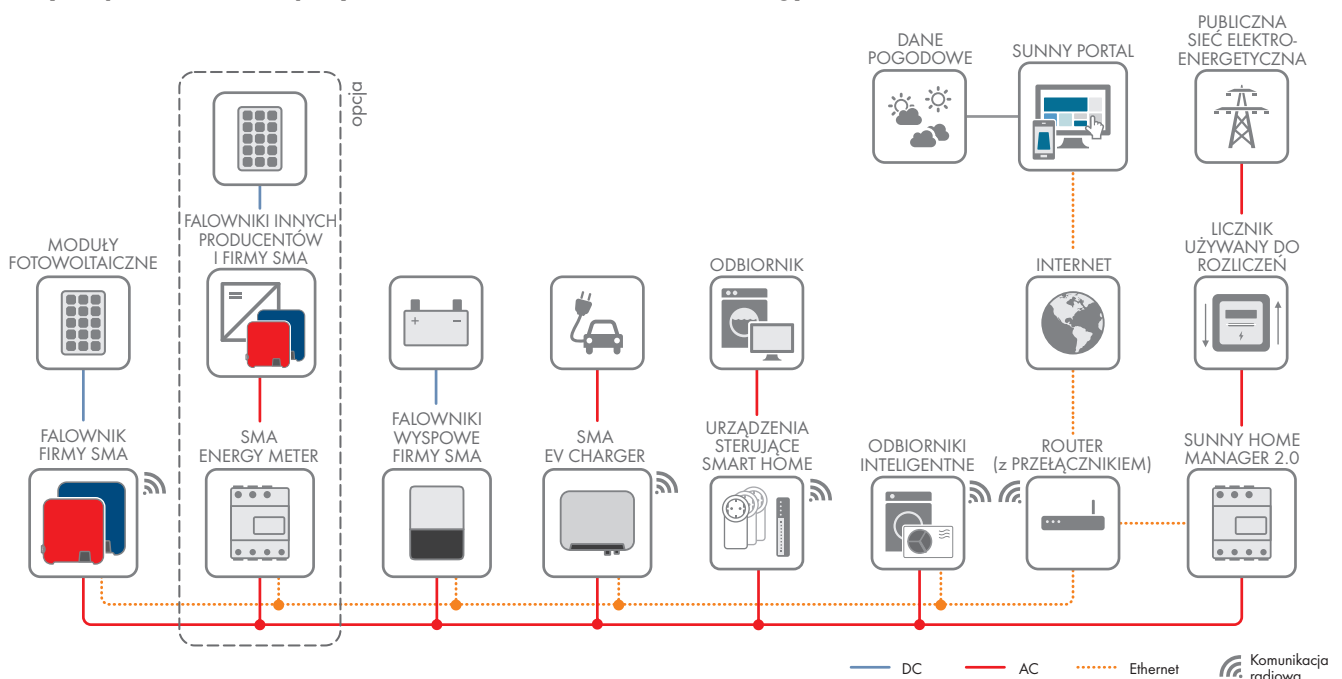 DANE
POGODOWE
SUNNY PORTAL
PUBLICZNA
SIEĆ ELEKTRO-
ENERGETYCZNA
opcja
MODUŁY
FOTOWOLTAICZNE
FALOWNIKI INNYCH
PRODUCENTÓW
I FIRMY SMA
ODBIORNIK
INTERNET
LICZNIK
UŻYWANY DO
ROZLICZEŃ
FALOWNIK
FIRMY SMA
SMA
ENERGY METER
FALOWNIKI
WYSPOWE
FIRMY SMA
SMA
EV CHARGER
URZĄDZENIA
STERUJĄCE
SMART HOME
ODBIORNIKI
INTELIGENTNE
ROUTER
(z PRZEŁĄCZNIKIEM)
SUNNY HOME
MANAGER 2.0
DC
AC
Ethernet
Komunikacja
radiowa